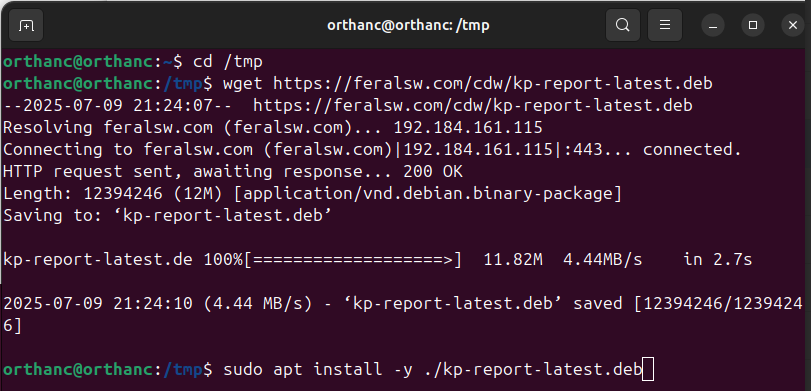 orthanc@orthanc: /tmp
orthanc@orthanc:~$ cd /tmp
orthanc@orthanc:/tmp$ wget https://feralsw.com/cdw/kp-report-latest.deb
--2025-07-09 21:24:07--  https://feralsw.com/cdw/kp-report-latest.deb
Resolving feralsw.com (feralsw.com)... 192.184.161.115
Connecting to feralsw.com (feralsw.com)|192.184.161.115|:443... connected.
HTTP request sent, awaiting response... 200 OK
Length: 12394246 (12M) [application/vnd.debian.binary-package]
Saving to: ‘kp-report-latest.deb’
kp-report-latest.de 100%[===================>]  11.82M  4.44MB/s    in 2.7s
2025-07-09 21:24:10 (4.44 MB/s) - ‘kp-report-latest.deb’ saved [12394246/1239424
6]
orthanc@orthanc:/tmp$ sudo apt install -y ./kp-report-latest.deb